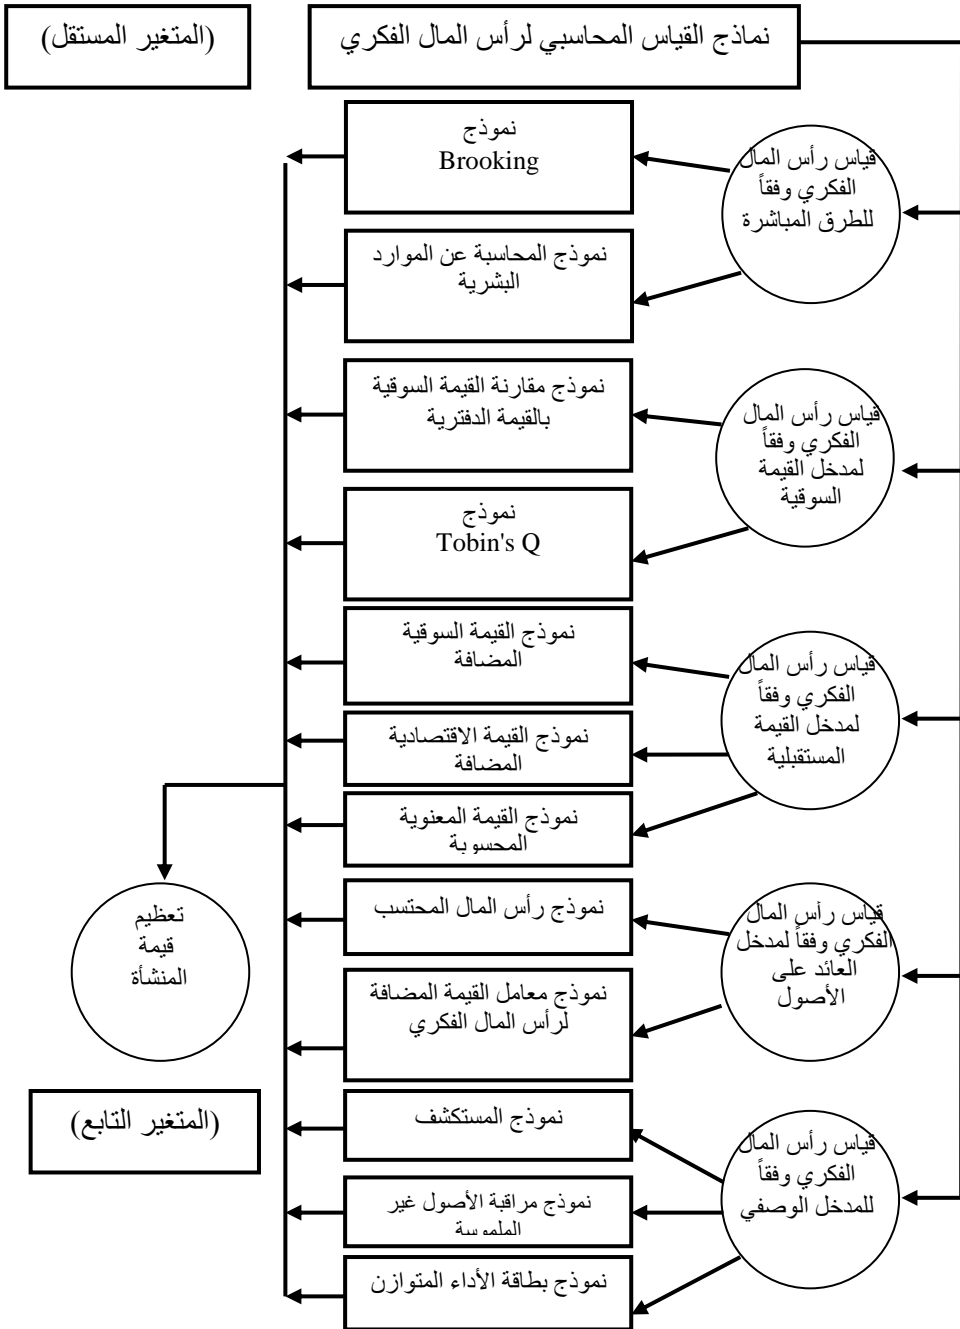 نماذج القياس المحاسبي لرأس المال الفكري
(المتغير المستقل)
قياس رأس المال
الفكري وفقاً
للطرق المباشرة
نموذج
Brooking
نموذج المحاسبة عن الموارد
البشرية
قياس رأس المال
الفكري وفقاً
لمدخل القيمة
السوقية
نموذج مقارنة القيمة السوقية
بالقيمة الدفترية
نموذج
Tobin's Q
قياس رأس المال
الفكري وفقاً
لمدخل القيمة
المستقبلية
نموذج القيمة السوقية
المضافة
نموذج القيمة الاقتصادية
المضافة
نموذج القيمة المعنوية
المحسوبة
قياس رأس المال
الفكري وفقاً لمدخل
العائد على
الأصول
نموذج رأس المال المحتسب
نموذج معامل القيمة المضافة
لرأس المال الفكري
قياس رأس المال
الفكري وفقاً
للمدخل الوصفي
نموذج المستكشف
نموذج مراقبة الأصول غير
الملموسة
نموذج بطاقة الأداء المتوازن
تعظيم
قيمة
المنشأة
(المتغير التابع)